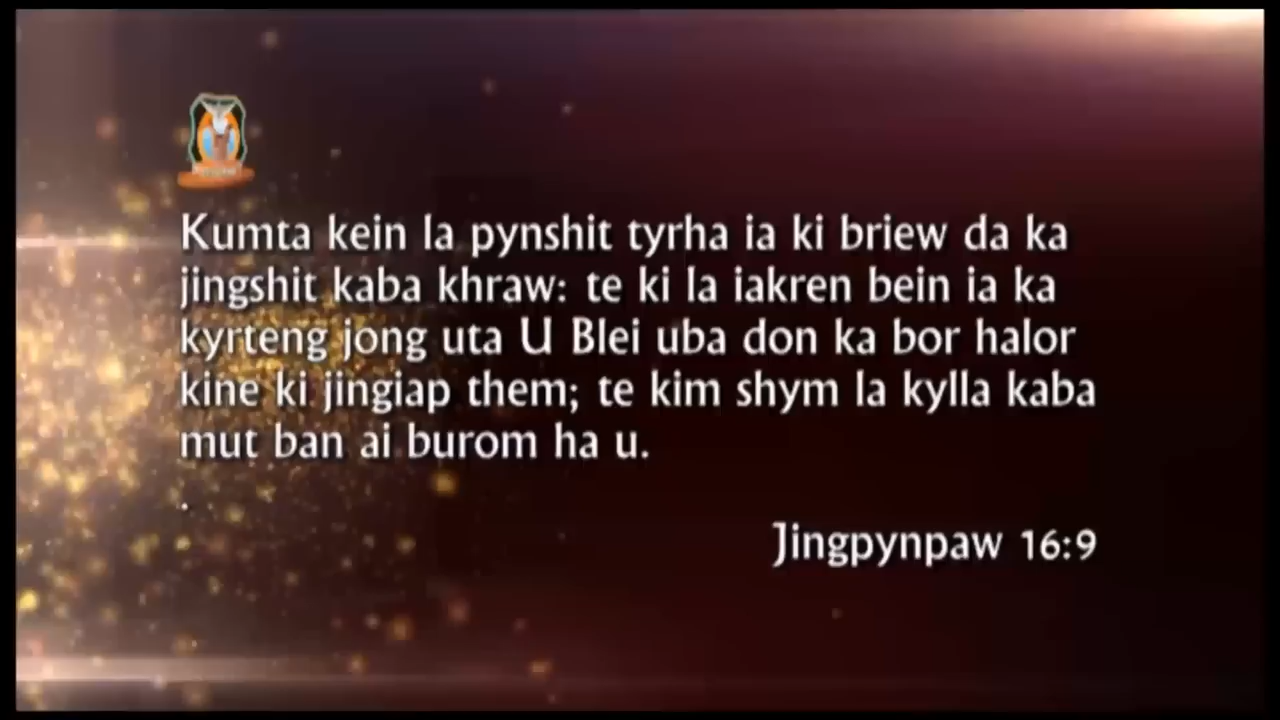 Kumta kein la pynshit tyrha ia ki briew da ka
jingshit kaba khraw: te ki la iakren bein ia ka
kyrteng jong uta U Blei uba don ka bor halor
kine ki jingiap them; te kim shym la kylla kaba
mut ban ai burom ha u.
.
Jingpynpaw 16:9